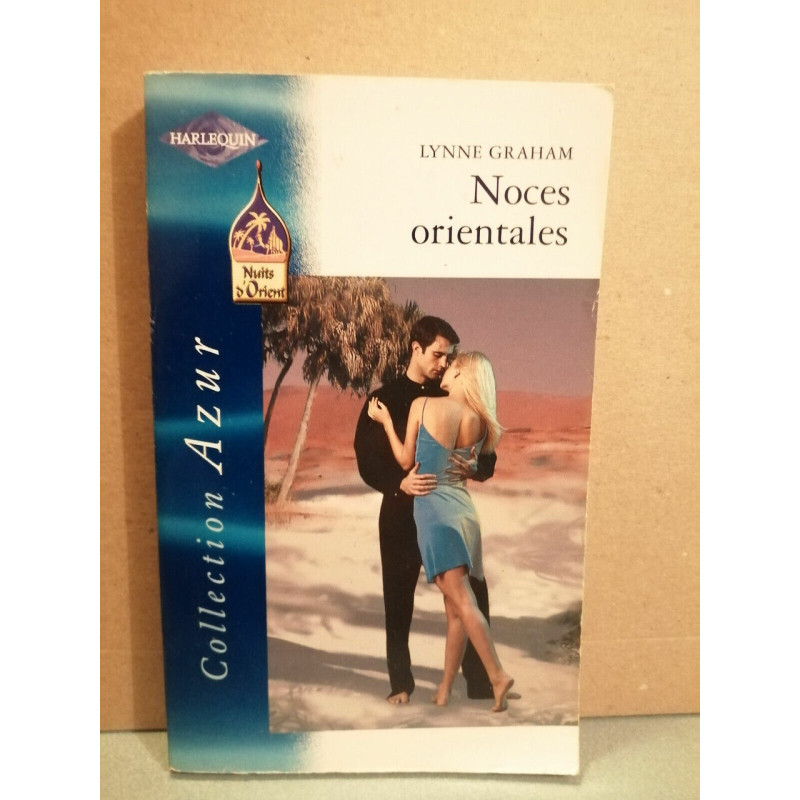 HARLEQUIN
LYNNE GRAHAM
Noces
orientales
Nuits
d'Orient
Collection Azur